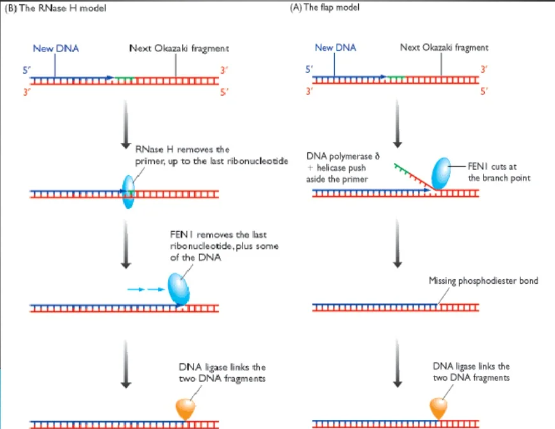 (B) The RNase H model
New DNA
Next Okazaki fragment
5'
3'
3'
5'
RNase H removes the
primer, up to the last ribonucleotide
FEN1 removes the last
ribonucleotide, plus some
of the DNA
DNA ligase links the
two DNA fragments
(A) The flap model
New DNA
Next Okazaki fragment
5'
3'
3'
5'
DNA polymerase δ
+ helicase push
aside the primer
FEN1 cuts at
the branch point
Missing phosphodiester bond
DNA ligase links the
two DNA fragments